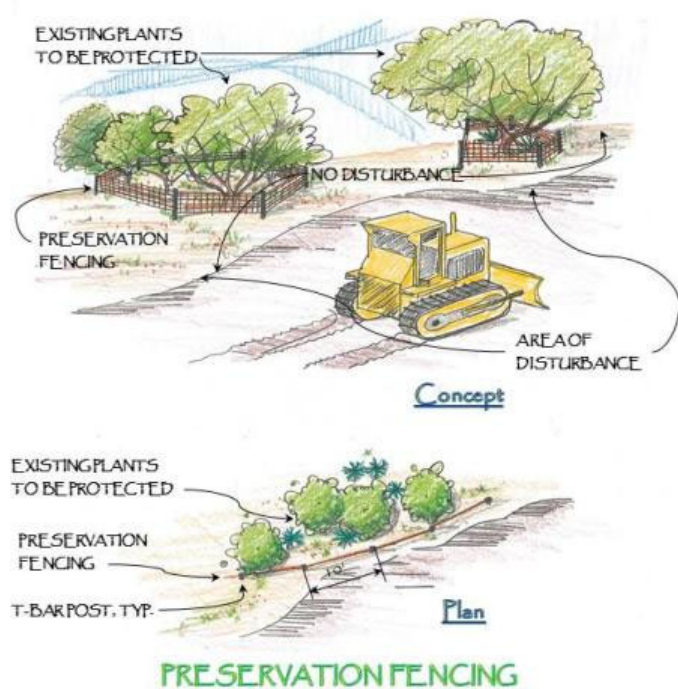 EXISTING PLANTS
TO BE PROTECTED
NO DISTURBANCE
PRESERVATION
FENCING
AREA OF
DISTURBANCE
Concept
EXISTING PLANTS
TO BE PROTECTED
PRESERVATION
FENCING
10'
T-BAR POST, TYP.
Plan
PRESERVATION FENCING